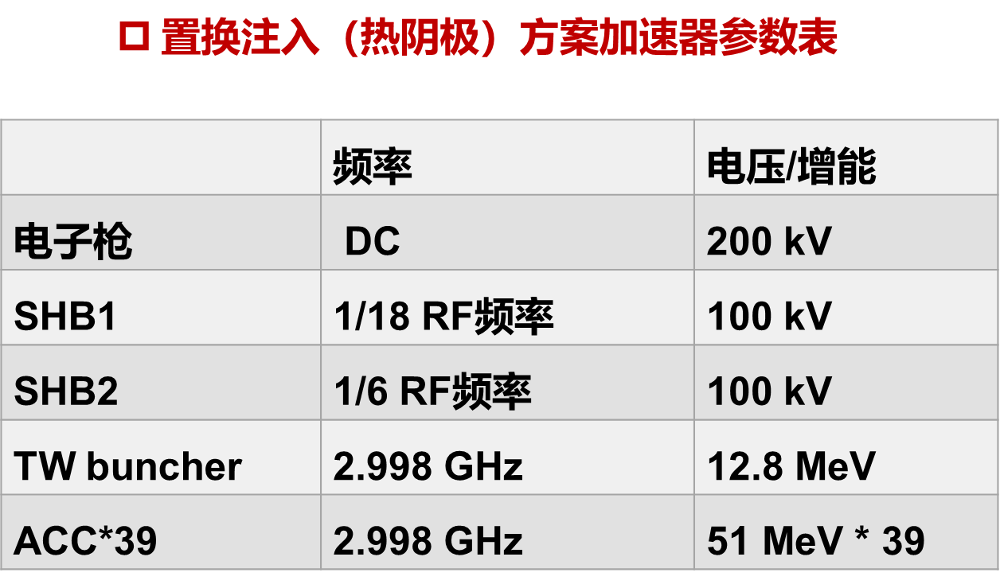 置换注入（热阴极）方案加速器参数表
频率 电压/增能
电子枪 DC 200 kV
SHB1 1/18 RF频率 100 kV
SHB2 1/6 RF频率 100 kV
TW buncher 2.998 GHz 12.8 MeV
ACC*39 2.998 GHz 51 MeV * 39